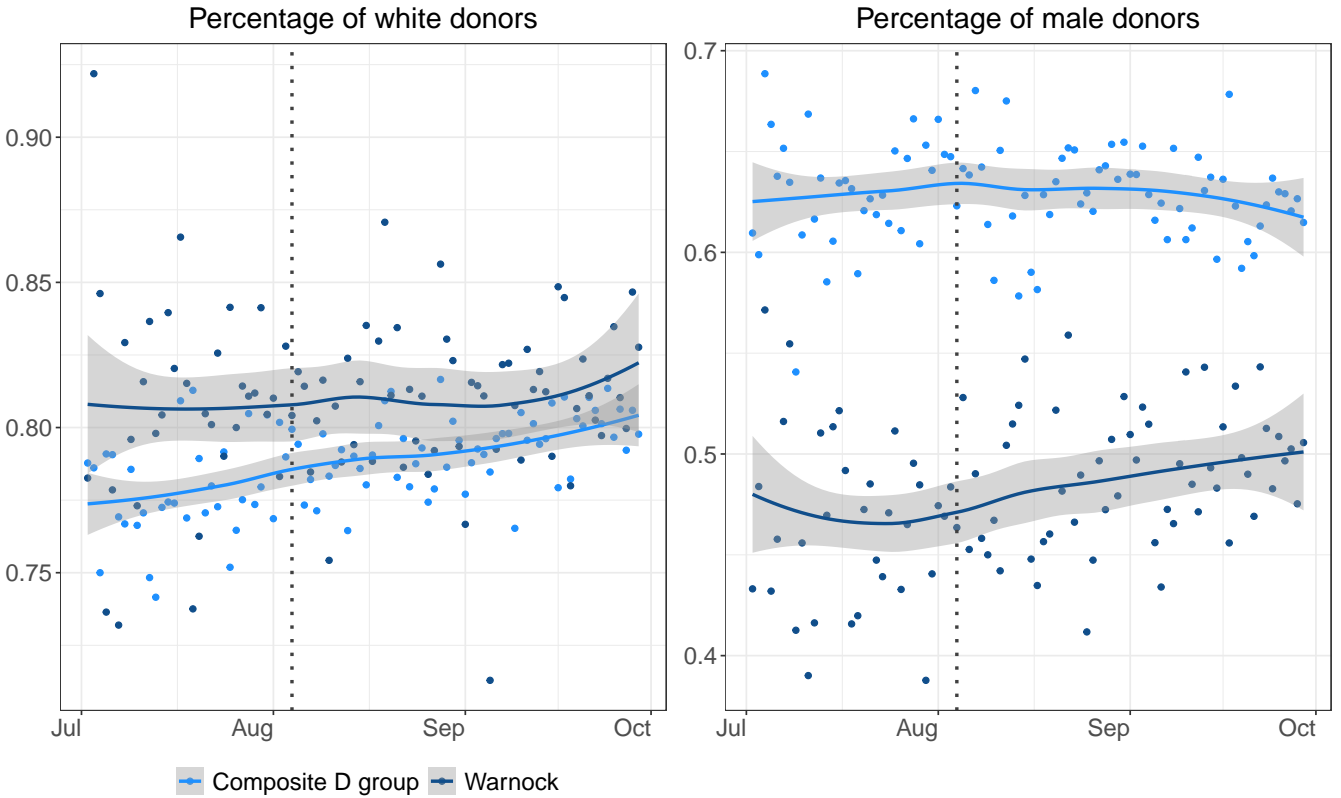 Percentage of white donors
0.90
0.85
0.80
0.75
Jul Aug Sep Oct
Percentage of male donors
0.7
0.6
0.5
0.4
Jul Aug Sep Oct
Composite D group Warnock